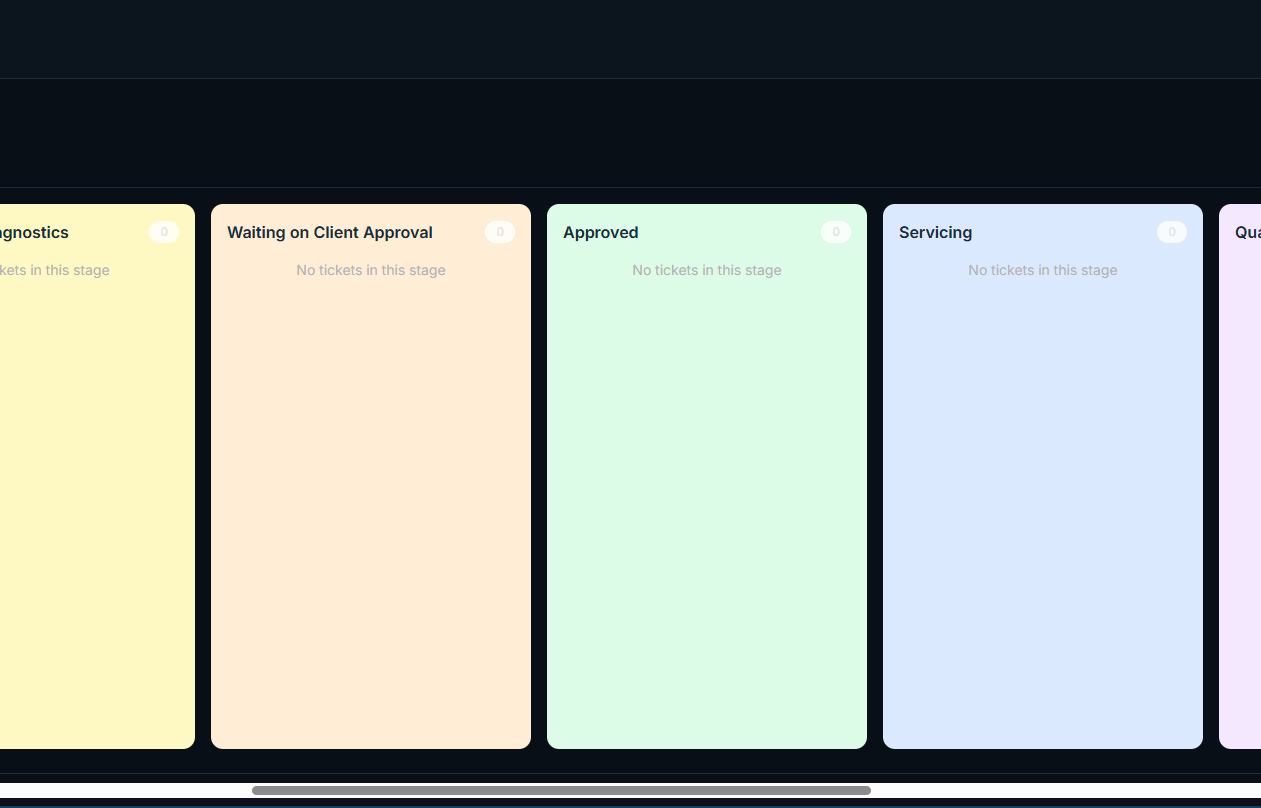 agnostics 0
kets in this stage
Waiting on Client Approval 0
No tickets in this stage
Approved 0
No tickets in this stage
Servicing 0
No tickets in this stage
Qua